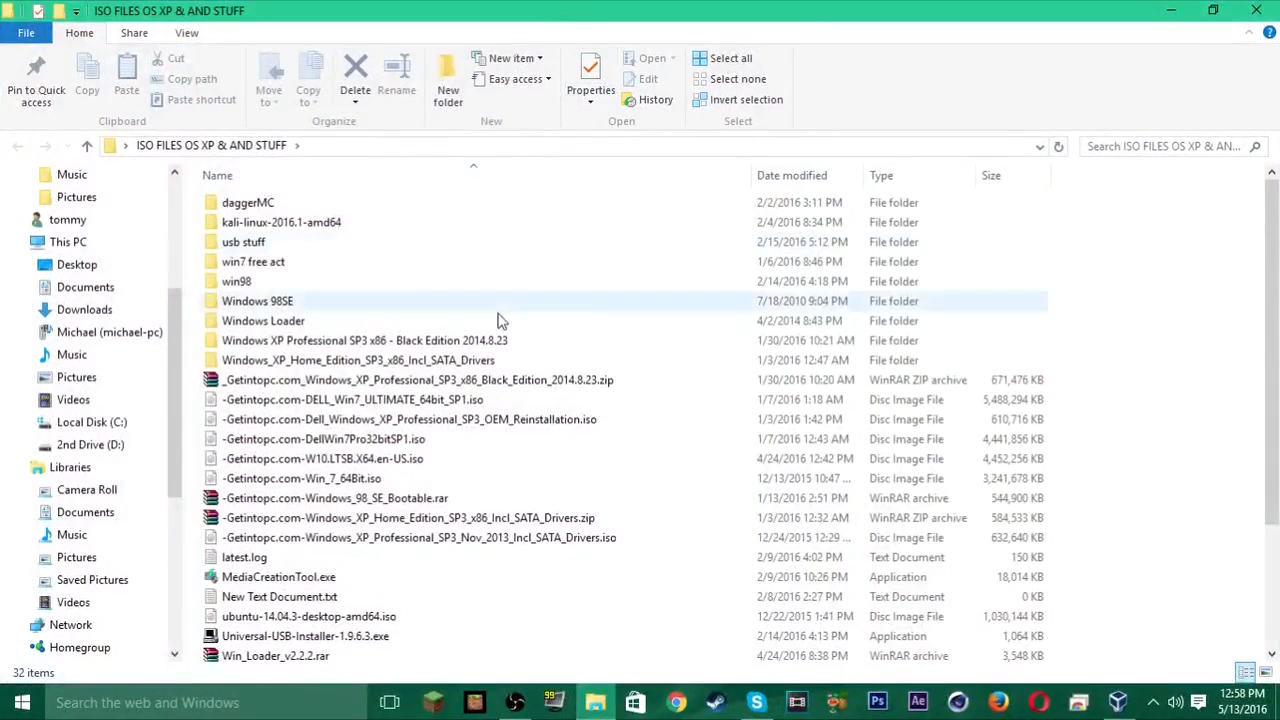 ISO FILES OS XP & AND STUFF
File Home Share View
Pin to Quick access
Copy
Paste
Cut
Copy path
Paste shortcut
Clipboard
Move to
Copy to
Delete
Rename
Organize
New folder
New item
Easy access
New
Properties
Open
Edit
History
Open
Select all
Select none
Invert selection
Select
ISO FILES OS XP & AND STUFF
Search ISO FILES OS XP & AN...
Music
Pictures
tommy
This PC
Desktop
Documents
Downloads
Michael (michael-pc)
Music
Pictures
Videos
Local Disk (C:)
2nd Drive (D:)
Libraries
Camera Roll
Documents
Music
Pictures
Saved Pictures
Videos
Network
Homegroup
Name Date modified Type Size
daggerMC 2/2/2016 3:11 PM File folder
kali-linux-2016.1-amd64 2/4/2016 8:34 PM File folder
usb stuff 2/15/2016 5:12 PM File folder
win7 free act 1/6/2016 8:46 PM File folder
win98 2/14/2016 4:18 PM File folder
Windows 98SE 7/18/2010 9:04 PM File folder
Windows Loader 4/2/2014 8:43 PM File folder
Windows XP Professional SP3 x86 - Black Edition 2014.8.23 1/30/2016 10:21 AM File folder
Windows_XP_Home_Edition_SP3_x86_Incl_SATA_Drivers 1/3/2016 12:47 AM File folder
_Getintopc.com_Windows_XP_Professional_SP3_x86_Black_Edition_2014.8.23.zip 1/30/2016 10:20 AM WinRAR ZIP archive 671,476 KB
-Getintopc.com-DELL_Win7_ULTIMATE_64bit_SP1.iso 1/7/2016 1:18 AM Disc Image File 5,488,294 KB
-Getintopc.com-Dell_Windows_XP_Professional_SP3_OEM_Reinstallation.iso 1/3/2016 1:42 PM Disc Image File 610,716 KB
-Getintopc.com-DellWin7Pro32bitSP1.iso 1/7/2016 12:43 AM Disc Image File 4,441,856 KB
-Getintopc.com-W10.LTSB.X64.en-US.iso 4/24/2016 12:42 PM Disc Image File 4,452,256 KB
-Getintopc.com-Win_7_64Bit.iso 12/13/2015 10:47 ... Disc Image File 3,241,678 KB
-Getintopc.com-Windows_98_SE_Bootable.rar 1/13/2016 2:51 PM WinRAR archive 544,900 KB
-Getintopc.com-Windows_XP_Home_Edition_SP3_x86_Incl_SATA_Drivers.zip 1/3/2016 12:32 AM WinRAR ZIP archive 584,533 KB
-Getintopc.com-Windows_XP_Professional_SP3_Nov_2013_Incl_SATA_Drivers.iso 12/24/2015 12:29 ... Disc Image File 632,640 KB
latest.log 2/9/2016 4:02 PM Text Document 150 KB
MediaCreationTool.exe 2/9/2016 10:26 PM Application 18,014 KB
New Text Document.txt 2/8/2016 2:27 PM Text Document 0 KB
ubuntu-14.04.3-desktop-amd64.iso 12/22/2015 1:41 PM Disc Image File 1,030,144 KB
Universal-USB-Installer-1.9.6.3.exe 2/14/2016 4:13 PM Application 1,064 KB
Win_Loader_v2.2.2.rar 4/24/2016 8:38 PM WinRAR archive 3,548 KB
32 items
Search the web and Windows
99
Ps
Ae
12:58 PM
5/13/2016